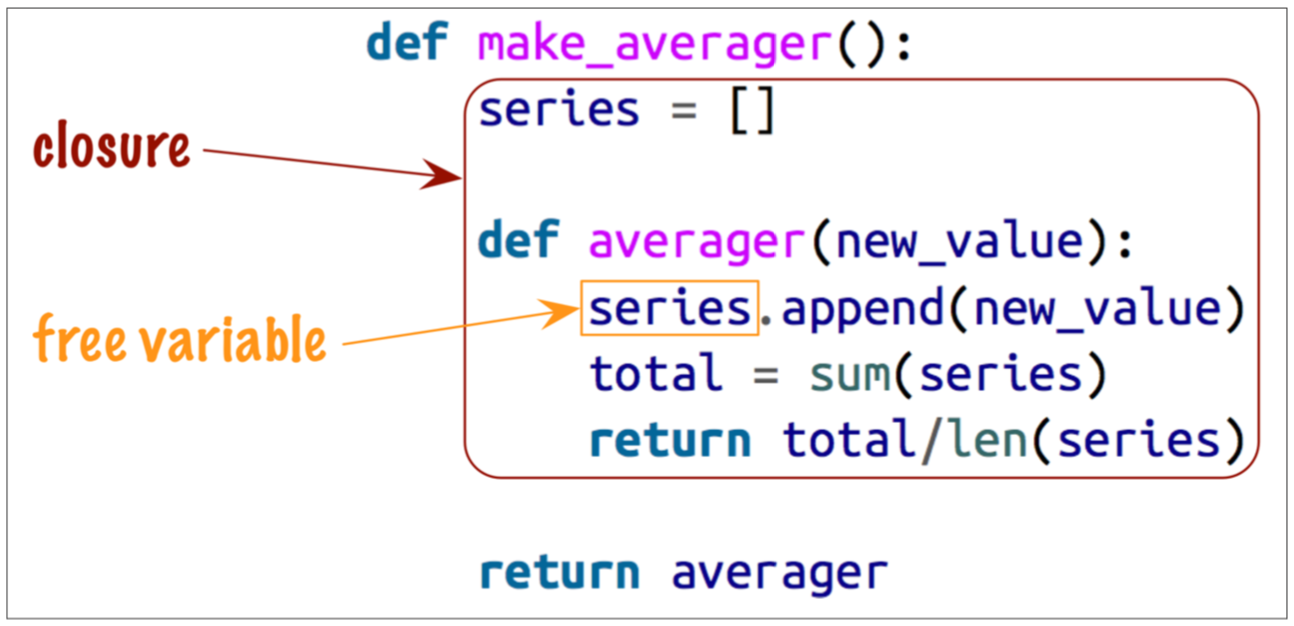 def make_averager():
series = []
closure
def averager(new_value):
series.append(new_value)
free variable
total = sum(series)
return total/len(series)
return averager